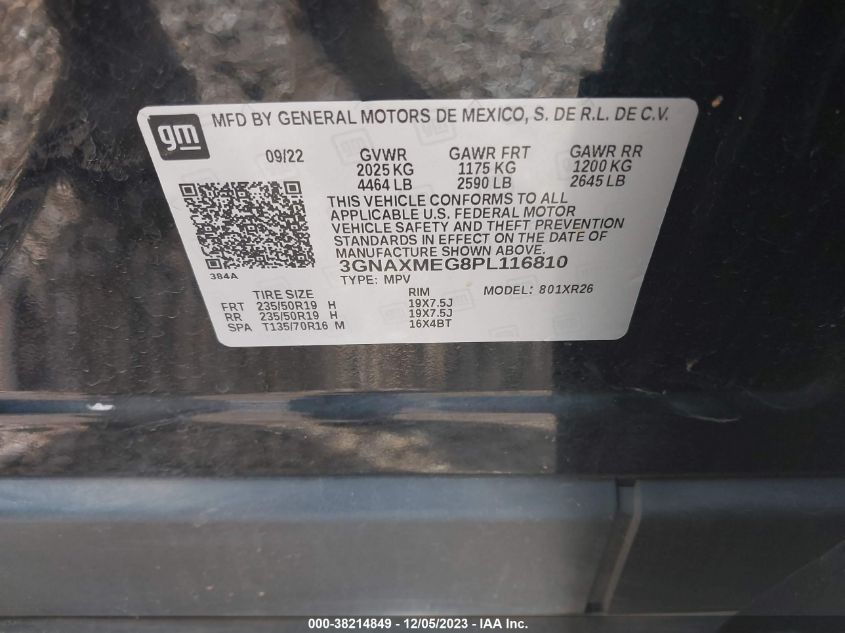 gm
MFD BY GENERAL MOTORS DE MEXICO, S. DE R.L. DE C.V.
09/22 GVWR GAWR FRT GAWR RR
2025 KG 1175 KG 1200 KG
4464 LB 2590 LB 2645 LB
THIS VEHICLE CONFORMS TO ALL
APPLICABLE U.S. FEDERAL MOTOR
VEHICLE SAFETY AND THEFT PREVENTION
STANDARDS IN EFFECT ON THE DATE OF
MANUFACTURE SHOWN ABOVE.
384A
3GNAXMEG8PL116810
TYPE: MPV
TIRE SIZE RIM MODEL: 801XR26
FRT 235/50R19 H 19X7.5J
RR 235/50R19 H 19X7.5J
SPA T135/70R16 M 16X4BT
000-38214849 - 12/05/2023 - IAAI, Inc.